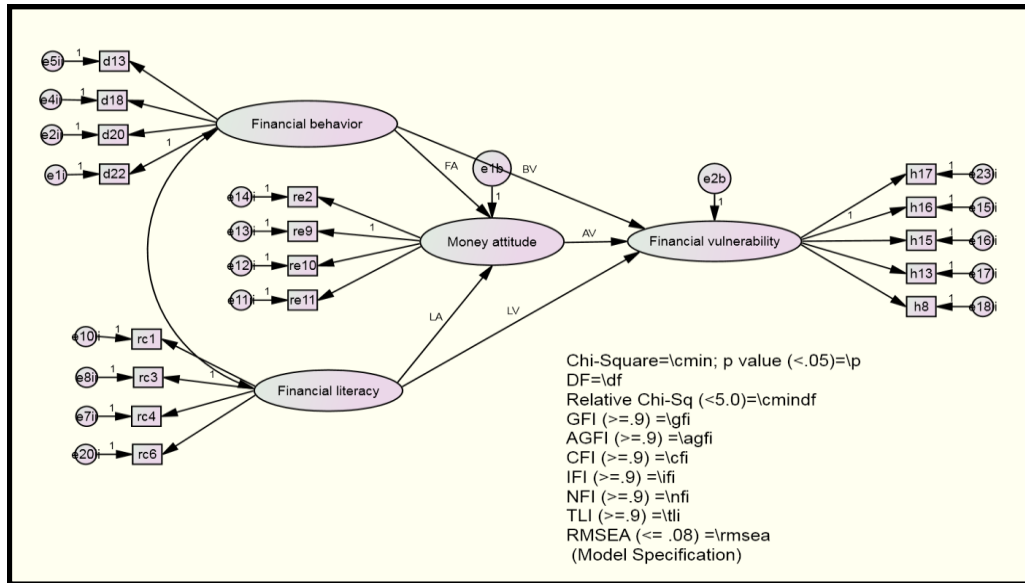 e5i 1 d13
e4i 1 d18
e2i 1 d20
e1i 1 d22 1
Financial behavior
FA
BV
e1b
1
e14i 1 re2
e13i 1 re9 1
e12i 1 re10
e11i 1 re11
Money attitude
AV
e2b
1
Financial vulnerability
h17 1 e23i
1 h16 1 e15i
h15 1 e16i
h13 1 e17i
h8 1 e18i
LA
LV
e10i 1 rc1
e8i 1 rc3 1
e7i 1 rc4
e20i 1 rc6
Financial literacy
Chi-Square=\cmin; p value (<.05)=\p
DF=\df
Relative Chi-Sq (<5.0)=\cmindf
GFI (>=.9) =\gfi
AGFI (>=.9) =\agfi
CFI (>=.9) =\cfi
IFI (>=.9) =\ifi
NFI (>=.9) =\nfi
TLI (>=.9) =\tli
RMSEA (<= .08) =\rmsea
(Model Specification)